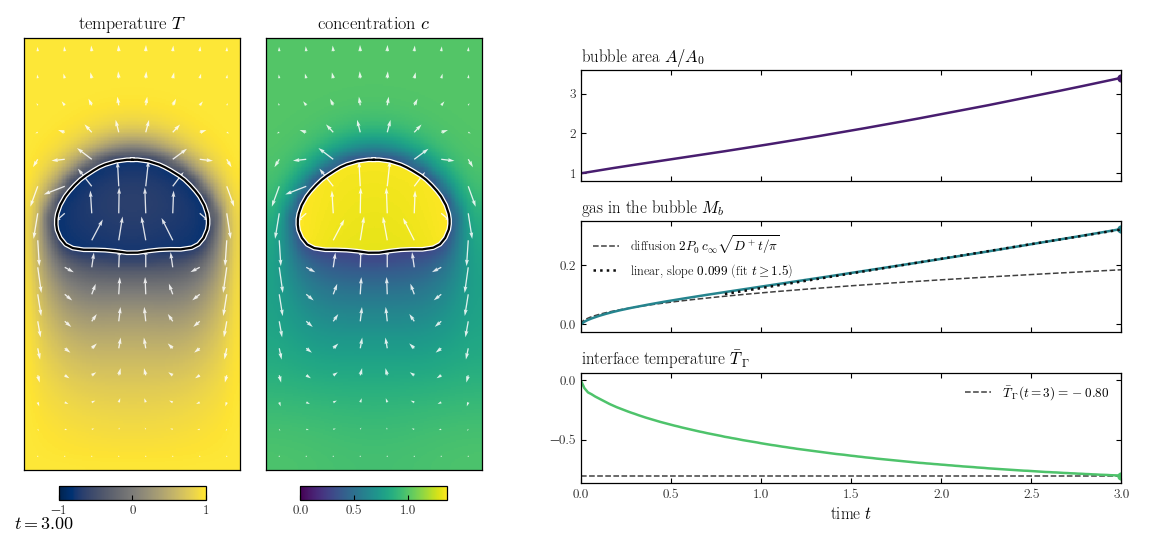 temperature T
concentration c
−1 0 1
0.0 0.5 1.0
t = 3.00
bubble area A/A₀
3
2
1
gas in the bubble M_b
diffusion 2P₀ c_∞ √(D⁺ t/π)
linear, slope 0.099 (fit t ≥ 1.5)
0.2
0.0
interface temperature T̄_Γ
T̄_Γ(t = 3) = − 0.80
0.0
−0.5
0.0 0.5 1.0 1.5 2.0 2.5 3.0
time t